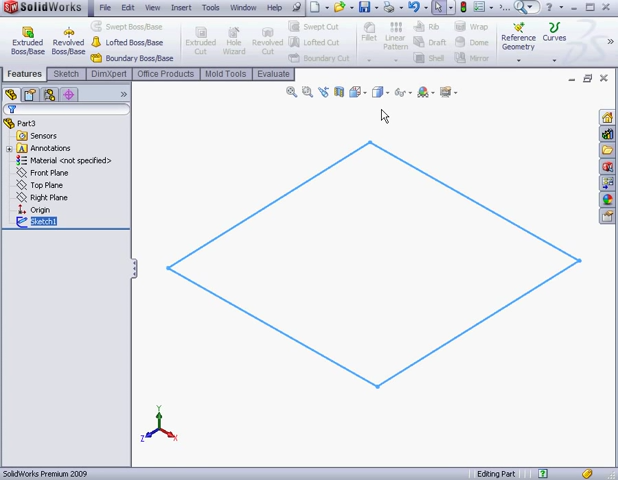 SolidWorks
File Edit View Insert Tools Window Help
Extruded Boss/Base
Revolved Boss/Base
Swept Boss/Base
Lofted Boss/Base
Boundary Boss/Base
Extruded Cut
Hole Wizard
Revolved Cut
Swept Cut
Lofted Cut
Boundary Cut
Fillet
Linear Pattern
Rib
Draft
Shell
Wrap
Dome
Mirror
Reference Geometry
Curves
Features Sketch DimXpert Office Products Mold Tools Evaluate
Part3
Sensors
Annotations
Material <not specified>
Front Plane
Top Plane
Right Plane
Origin
Sketch1
Y
Z X
SolidWorks Premium 2009 Editing Part